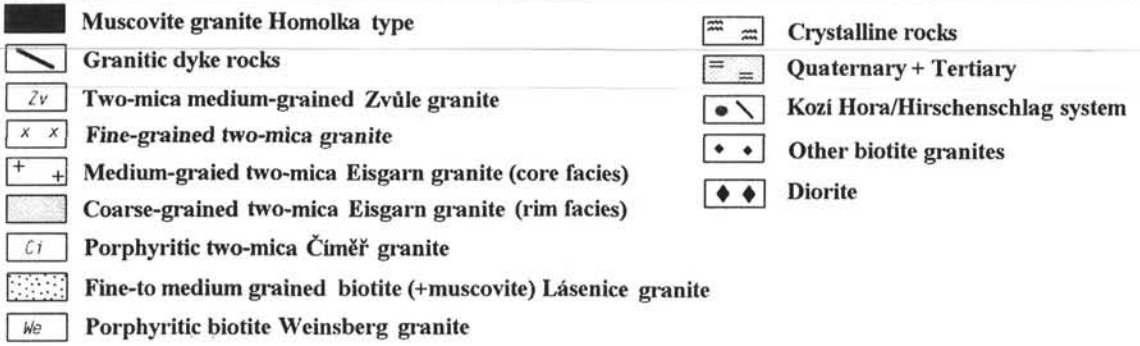 Muscovite granite Homolka type
Granitic dyke rocks
Zv Two-mica medium-grained Zvůle granite
x x Fine-grained two-mica granite
+ + Medium-graied two-mica Eisgarn granite (core facies)
Coarse-grained two-mica Eisgarn granite (rim facies)
Ci Porphyritic two-mica Číměř granite
Fine-to medium grained biotite (+muscovite) Lásenice granite
We Porphyritic biotite Weinsberg granite
Crystalline rocks
Quaternary + Tertiary
Kozí Hora/Hirschenschlag system
Other biotite granites
Diorite